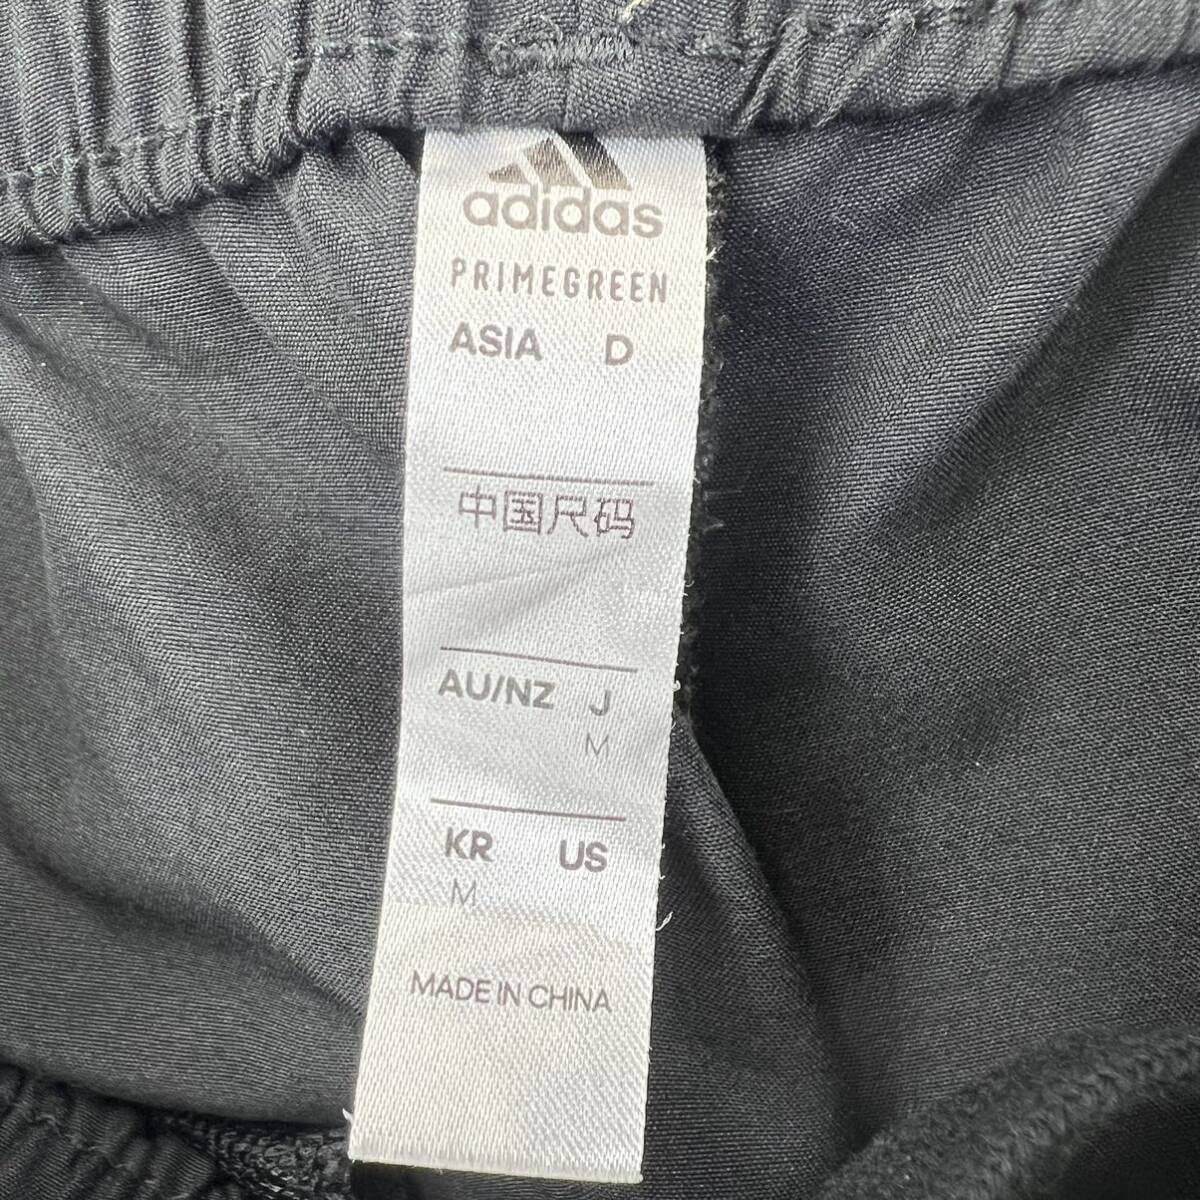 adidas
PRIMEGREEN
ASIA D
中国尺码
AU/NZ J
M
KR US
M
MADE IN CHINA